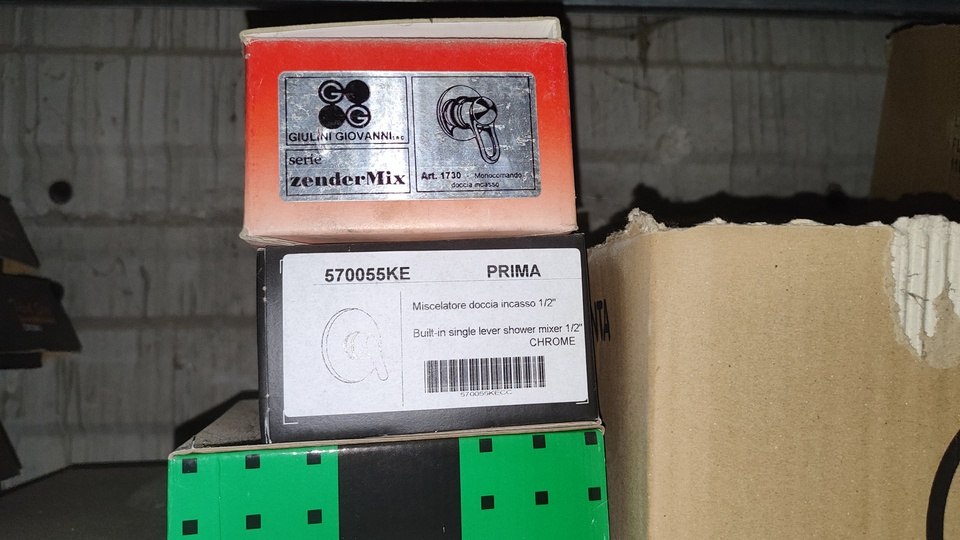 GIULINI GIOVANNI s.n.c.
serie
zenderMix
Art. 1730 Monocomando
doccia incasso
570055KE PRIMA
Miscelatore doccia incasso 1/2"
Built-in single lever shower mixer 1/2"
CHROME
570055KECC